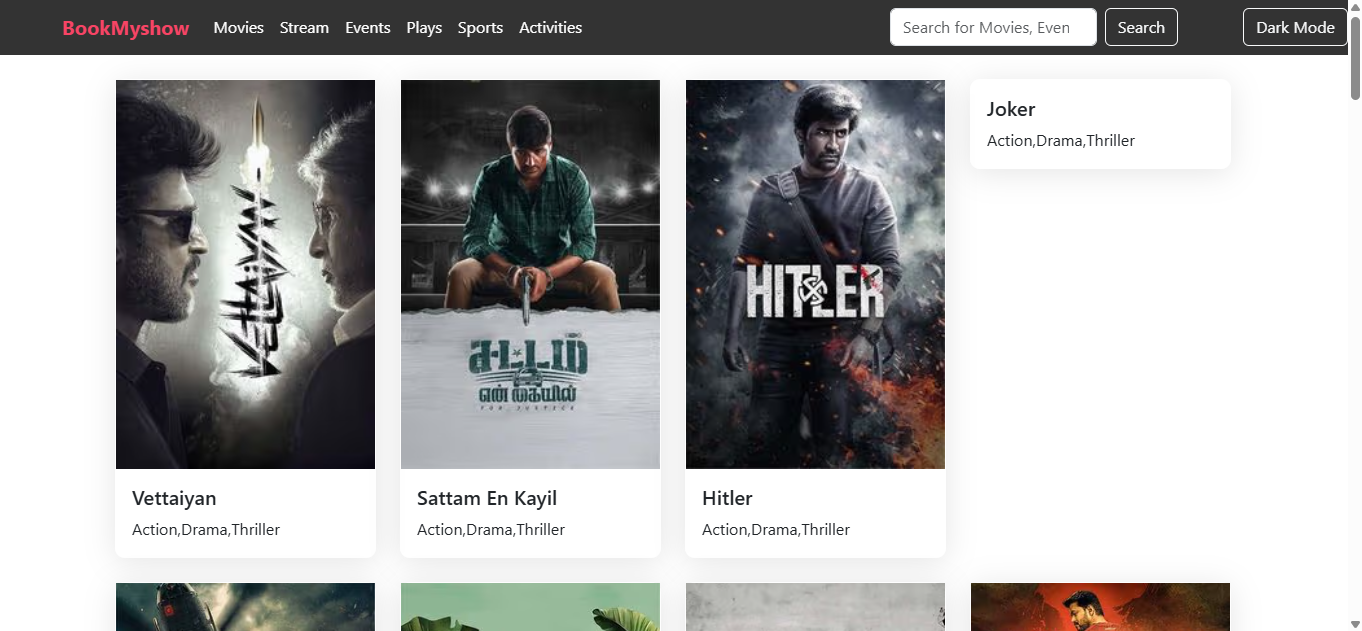 BookMyshow Movies Stream Events Plays Sports Activities Search for Movies, Even Search Dark Mode
VETTAIYAN
சட்டம்
என் கையில்
FOR JUSTICE
HITLER
Joker
Action,Drama,Thriller
Vettaiyan
Action,Drama,Thriller
Sattam En Kayil
Action,Drama,Thriller
Hitler
Action,Drama,Thriller